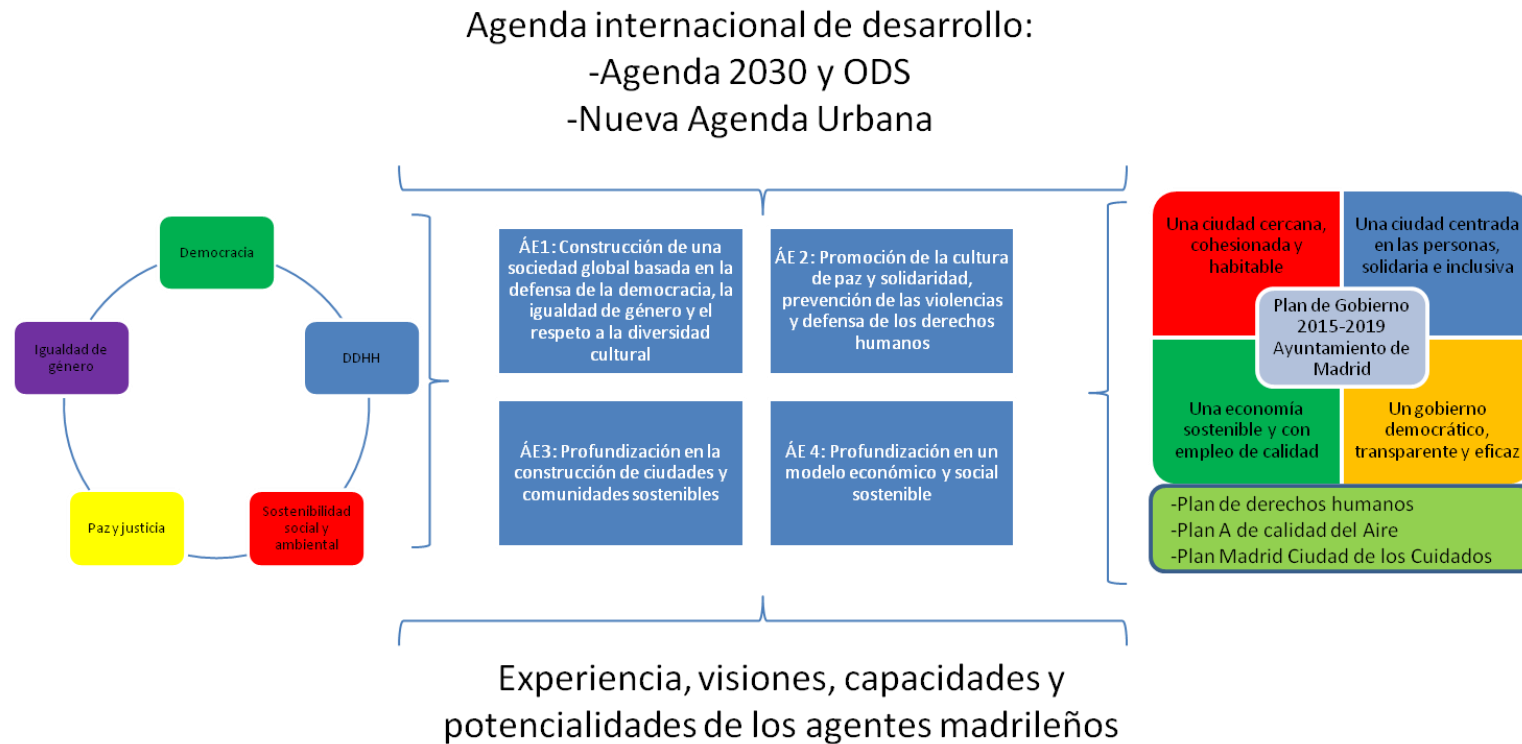 Agenda internacional de desarrollo:
-Agenda 2030 y ODS
-Nueva Agenda Urbana
Democracia
Igualdad de
género
DDHH
Paz y justicia
Sostenibilidad
social y
ambiental
ÁE1: Construcción de una
sociedad global basada en la
defensa de la democracia, la
igualdad de género y el
respeto a la diversidad
cultural
ÁE 2: Promoción de la cultura
de paz y solidaridad,
prevención de las violencias
y defensa de los derechos
humanos
ÁE3: Profundización en la
construcción de ciudades y
comunidades sostenibles
ÁE 4: Profundización en un
modelo económico y social
sostenible
Una ciudad cercana,
cohesionada y
habitable
Una ciudad centrada
en las personas,
solidaria e inclusiva
Plan de Gobierno
2015-2019
Ayuntamiento de
Madrid
Una economía
sostenible y con
empleo de calidad
Un gobierno
democrático,
transparente y eficaz
-Plan de derechos humanos
-Plan A de calidad del Aire
-Plan Madrid Ciudad de los Cuidados
Experiencia, visiones, capacidades y
potencialidades de los agentes madrileños